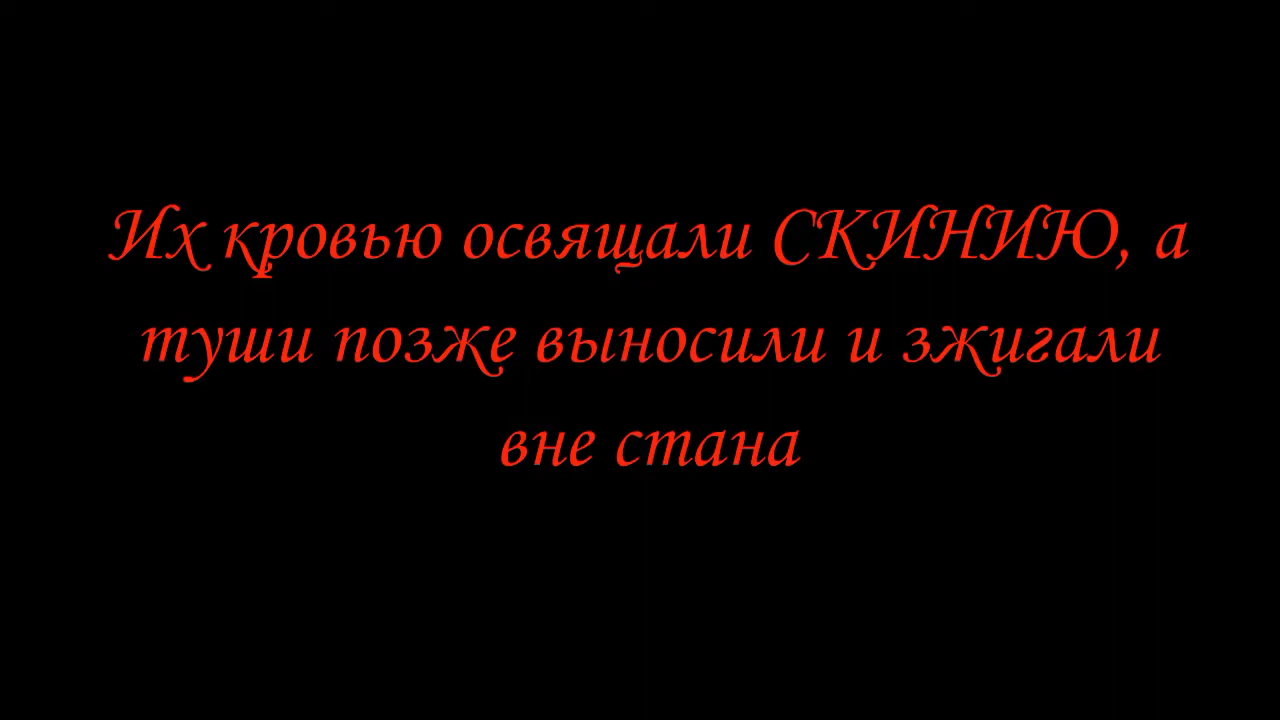 Их кровью освящали СКИНИЮ, а
туши позже выносили и зжигали
вне стана